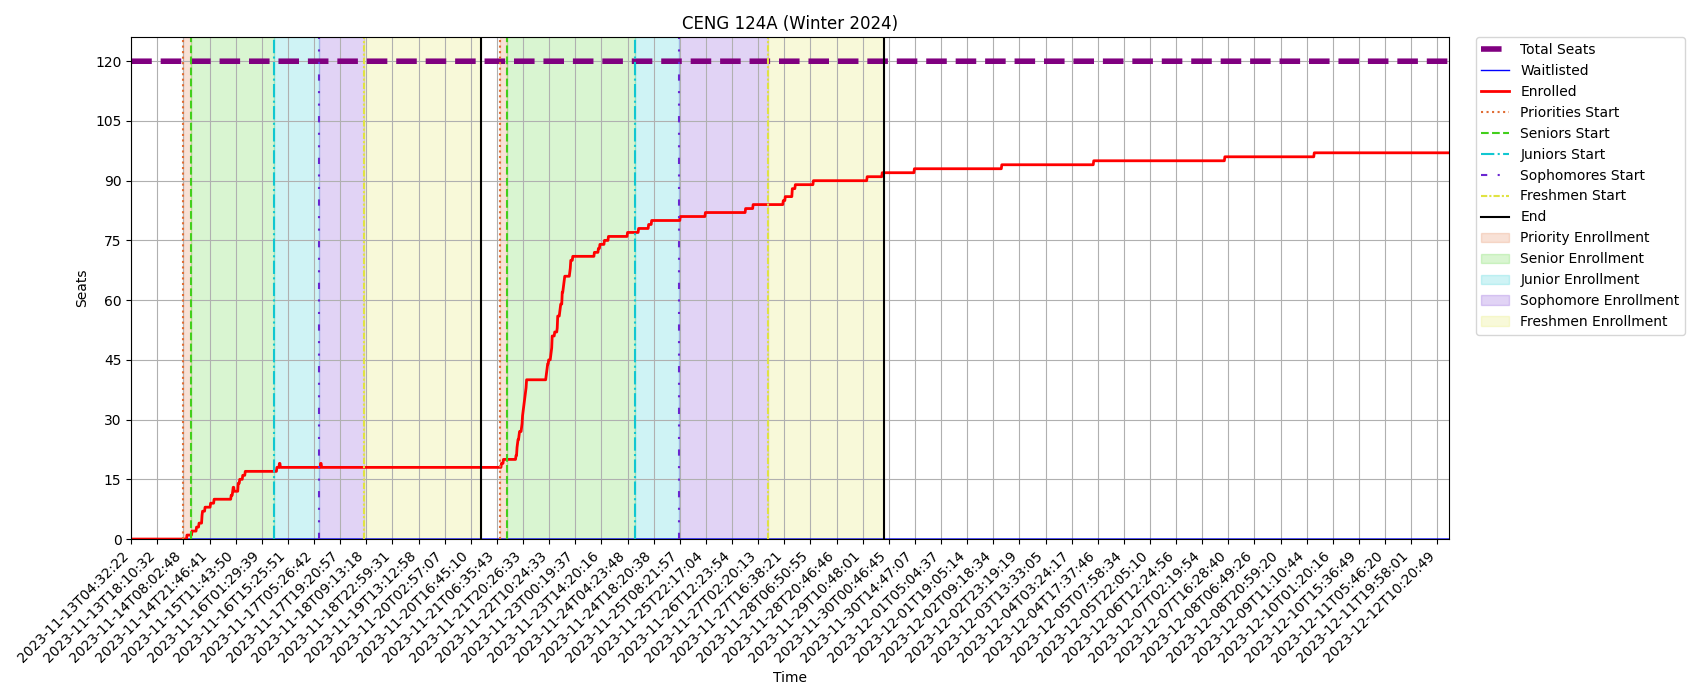 CENG 124A (Winter 2024)
Seats
120
105
90
75
60
45
30
15
0
2023-11-13T04:32:22
2023-11-13T18:10:32
2023-11-14T08:02:48
2023-11-14T21:46:41
2023-11-15T11:43:50
2023-11-16T01:29:39
2023-11-16T15:25:51
2023-11-17T05:26:42
2023-11-17T19:20:57
2023-11-18T09:13:18
2023-11-18T22:59:31
2023-11-19T13:12:58
2023-11-20T02:57:07
2023-11-20T16:45:10
2023-11-21T06:35:43
2023-11-21T20:26:33
2023-11-22T10:24:33
2023-11-23T00:19:37
2023-11-23T14:20:16
2023-11-24T04:23:48
2023-11-24T18:20:38
2023-11-25T08:21:57
2023-11-25T22:17:04
2023-11-26T12:23:54
2023-11-27T02:20:13
2023-11-27T16:38:21
2023-11-28T06:50:55
2023-11-28T20:46:46
2023-11-29T10:48:01
2023-11-30T00:46:45
2023-11-30T14:47:07
2023-12-01T05:04:37
2023-12-01T19:05:14
2023-12-02T09:18:34
2023-12-02T23:19:19
2023-12-03T13:33:05
2023-12-04T03:24:17
2023-12-04T17:37:46
2023-12-05T07:58:34
2023-12-05T22:05:10
2023-12-06T12:24:56
2023-12-07T02:19:54
2023-12-07T16:28:40
2023-12-08T06:49:26
2023-12-08T20:59:20
2023-12-09T11:10:44
2023-12-10T01:20:16
2023-12-10T15:36:49
2023-12-11T05:46:20
2023-12-11T19:58:01
2023-12-12T10:20:49
Time
Total Seats
Waitlisted
Enrolled
Priorities Start
Seniors Start
Juniors Start
Sophomores Start
Freshmen Start
End
Priority Enrollment
Senior Enrollment
Junior Enrollment
Sophomore Enrollment
Freshmen Enrollment